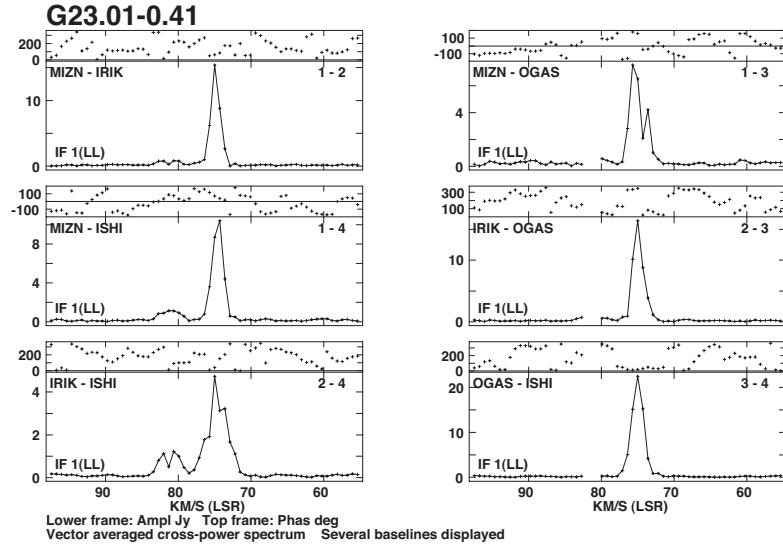 G23.01-0.41
200
0
MIZN - IRIK 1 - 2
10
0
IF 1(LL)
100
-100
MIZN - OGAS 1 - 3
4
0
IF 1(LL)
100
-100
MIZN - ISHI 1 - 4
8
4
0
IF 1(LL)
300
100
IRIK - OGAS 2 - 3
10
0
IF 1(LL)
200
0
IRIK - ISHI 2 - 4
4
2
0
IF 1(LL)
90 80 70 60
KM/S (LSR)
200
0
OGAS - ISHI 3 - 4
20
10
0
IF 1(LL)
90 80 70 60
KM/S (LSR)
Lower frame: Ampl Jy Top frame: Phas deg
Vector averaged cross-power spectrum Several baselines displayed